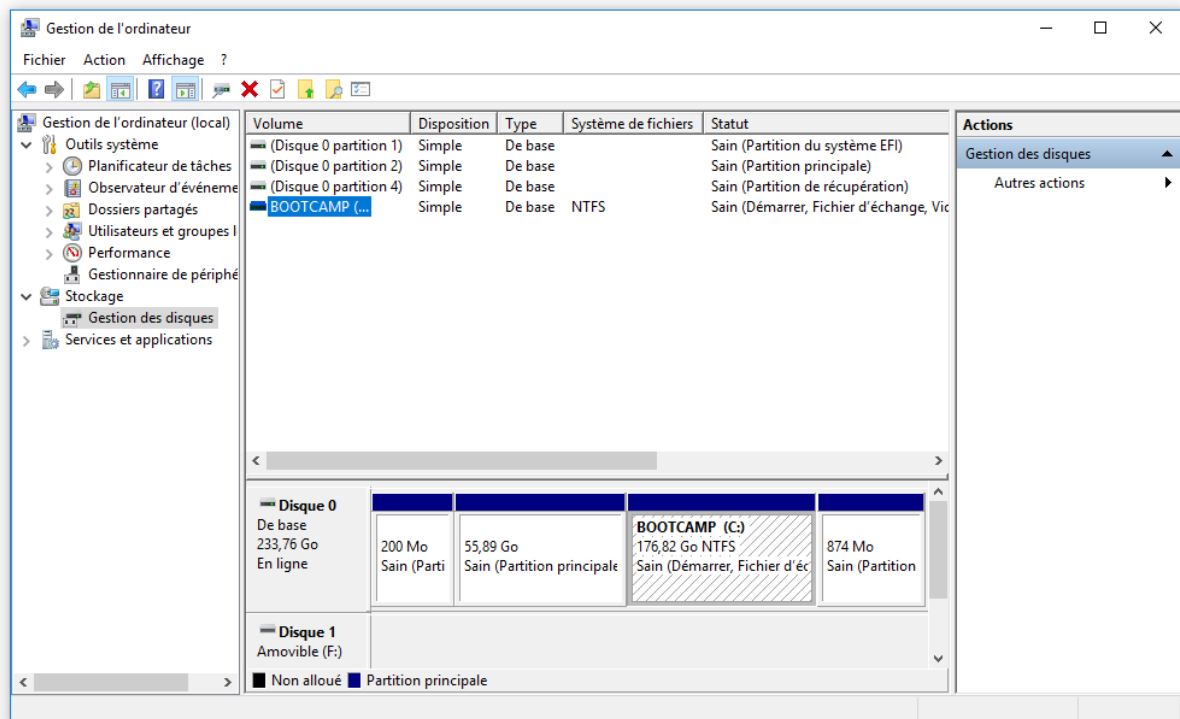 Gestion de l'ordinateur
Fichier Action Affichage ?
Gestion de l'ordinateur (local)
Outils système
Planificateur de tâches
Observateur d'événeme
Dossiers partagés
Utilisateurs et groupes l
Performance
Gestionnaire de périphé
Stockage
Gestion des disques
Services et applications
Volume Disposition Type Système de fichiers Statut
(Disque 0 partition 1) Simple De base Sain (Partition du système EFI)
(Disque 0 partition 2) Simple De base Sain (Partition principale)
(Disque 0 partition 4) Simple De base Sain (Partition de récupération)
BOOTCAMP (... Simple De base NTFS Sain (Démarrer, Fichier d'échange, Vic
Disque 0
De base
233,76 Go
En ligne
200 Mo
Sain (Parti
55,89 Go
Sain (Partition principale
BOOTCAMP (C:)
176,82 Go NTFS
Sain (Démarrer, Fichier d'éc
874 Mo
Sain (Partition
Disque 1
Amovible (F:)
Non alloué Partition principale
Actions
Gestion des disques
Autres actions